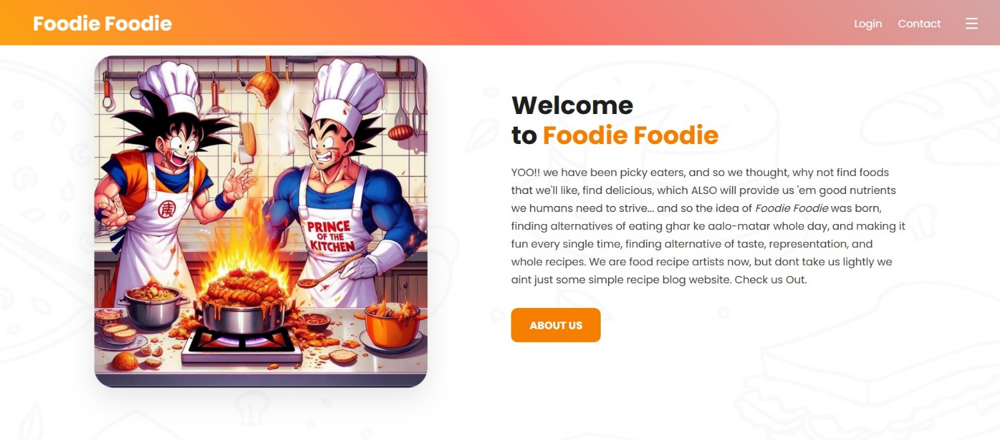 Foodie Foodie
Login Contact
Welcome
to Foodie Foodie
YOO!! we have been picky eaters, and so we thought, why not find foods
that we'll like, find delicious, which ALSO will provide us 'em good nutrients
we humans need to strive... and so the idea of Foodie Foodie was born,
finding alternatives of eating ghar ke aalo-matar whole day, and making it
fun every single time, finding alternative of taste, representation, and
whole recipes. We are food recipe artists now, but dont take us lightly we
aint just some simple recipe blog website. Check us Out.
ABOUT US
PRINCE
OF THE
KITCHEN